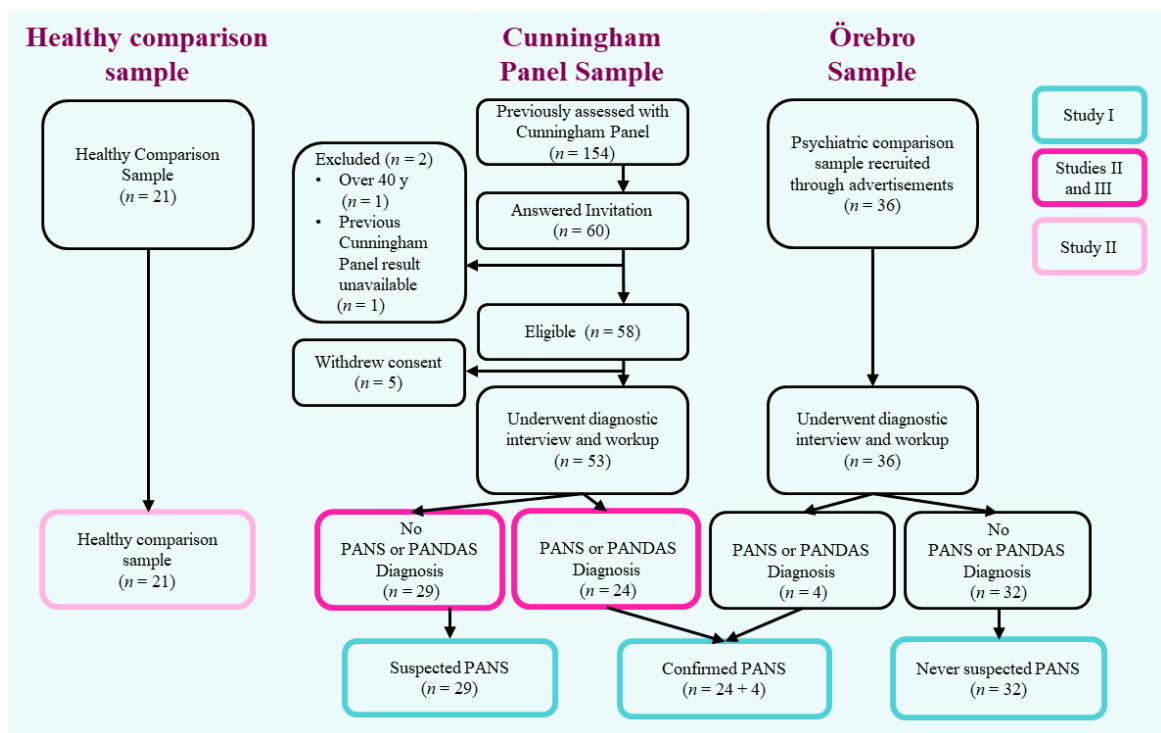 Healthy comparison
sample
Cunningham
Panel Sample
Örebro
Sample
Healthy Comparison
Sample
(n = 21)
Previously assessed with
Cunningham Panel
(n = 154)
Excluded (n = 2)
• Over 40 y
(n = 1)
• Previous
Cunningham
Panel result
unavailable
(n = 1)
Answered Invitation
(n = 60)
Eligible (n = 58)
Withdrew consent
(n = 5)
Underwent diagnostic
interview and workup
(n = 53)
Psychiatric comparison
sample recruited
through advertisements
(n = 36)
Underwent diagnostic
interview and workup
(n = 36)
Study I
Studies II
and III
Study II
Healthy comparison
sample
(n = 21)
No
PANS or PANDAS
Diagnosis
(n = 29)
PANS or PANDAS
Diagnosis
(n = 24)
PANS or PANDAS
Diagnosis
(n = 4)
No
PANS or PANDAS
Diagnosis
(n = 32)
Suspected PANS
(n = 29)
Confirmed PANS
(n = 24 + 4)
Never suspected PANS
(n = 32)